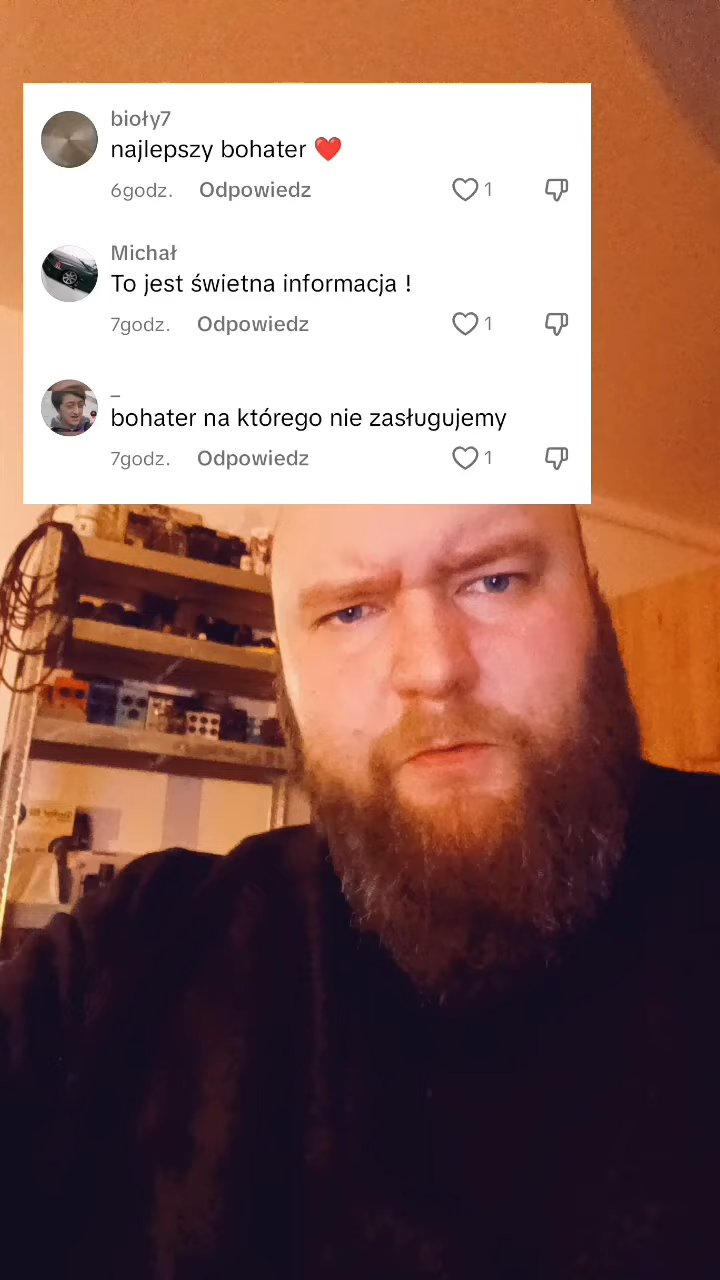 bioły7
najlepszy bohater ❤️
6godz. Odpowiedz 1
Michał
To jest świetna informacja !
7godz. Odpowiedz 1
_
bohater na którego nie zasługujemy
7godz. Odpowiedz 1